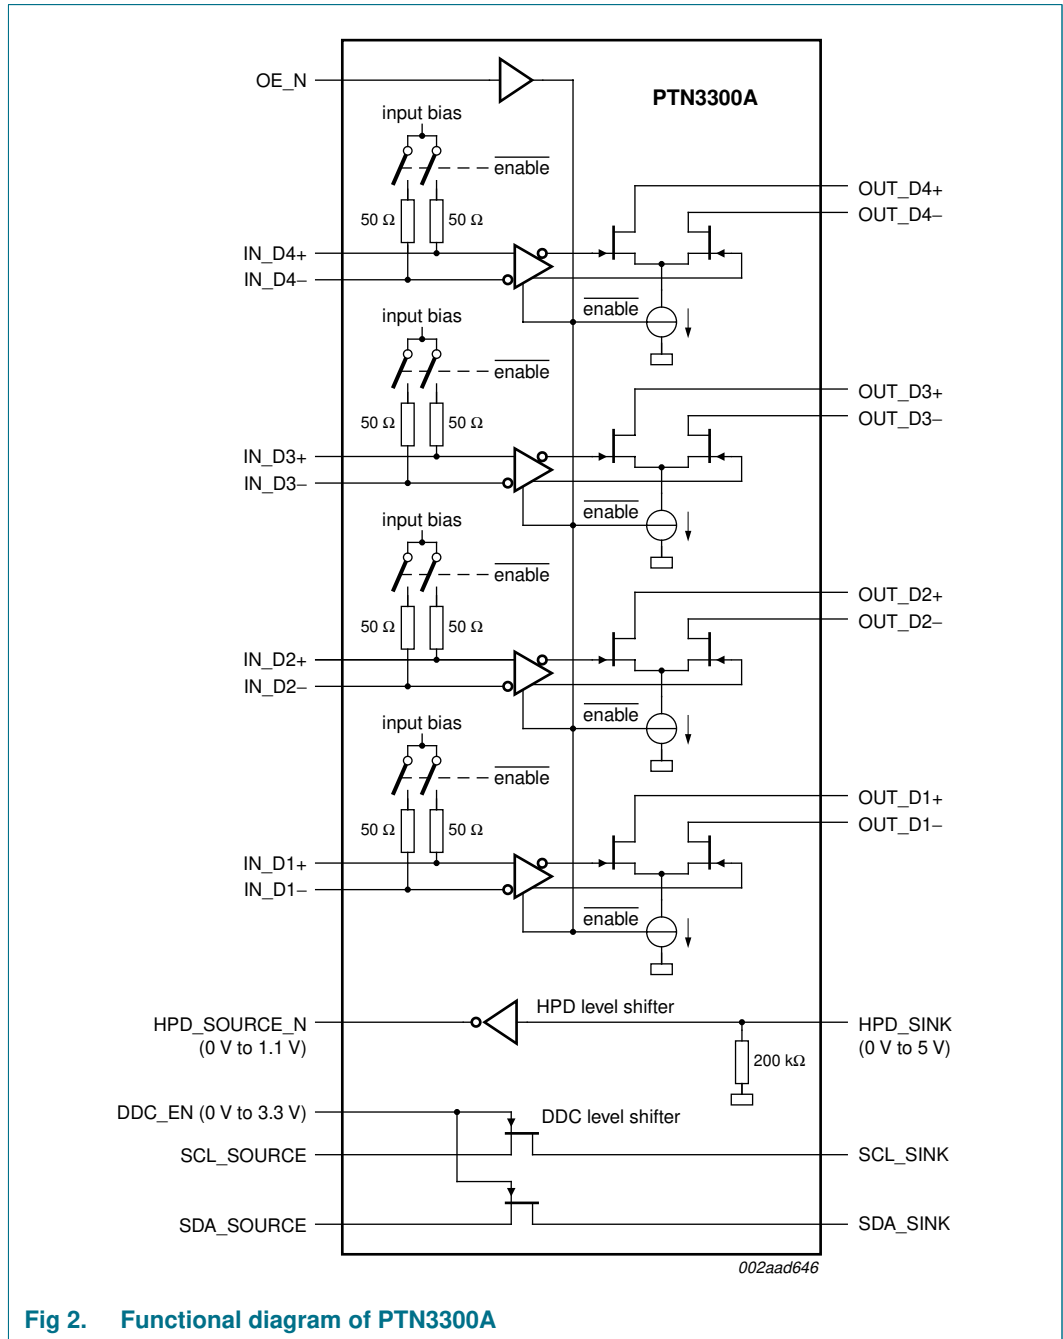 OE_N
PTN3300A
input bias
enable
50 Ω 50 Ω
OUT_D4+
OUT_D4−
IN_D4+
IN_D4−
enable
input bias
enable
50 Ω 50 Ω
OUT_D3+
OUT_D3−
IN_D3+
IN_D3−
enable
input bias
enable
50 Ω 50 Ω
OUT_D2+
OUT_D2−
IN_D2+
IN_D2−
enable
input bias
enable
50 Ω 50 Ω
OUT_D1+
OUT_D1−
IN_D1+
IN_D1−
enable
HPD level shifter
HPD_SOURCE_N
(0 V to 1.1 V)
HPD_SINK
(0 V to 5 V)
200 kΩ
DDC_EN (0 V to 3.3 V)
DDC level shifter
SCL_SOURCE
SCL_SINK
SDA_SOURCE
SDA_SINK
002aad646
Fig 2. Functional diagram of PTN3300A